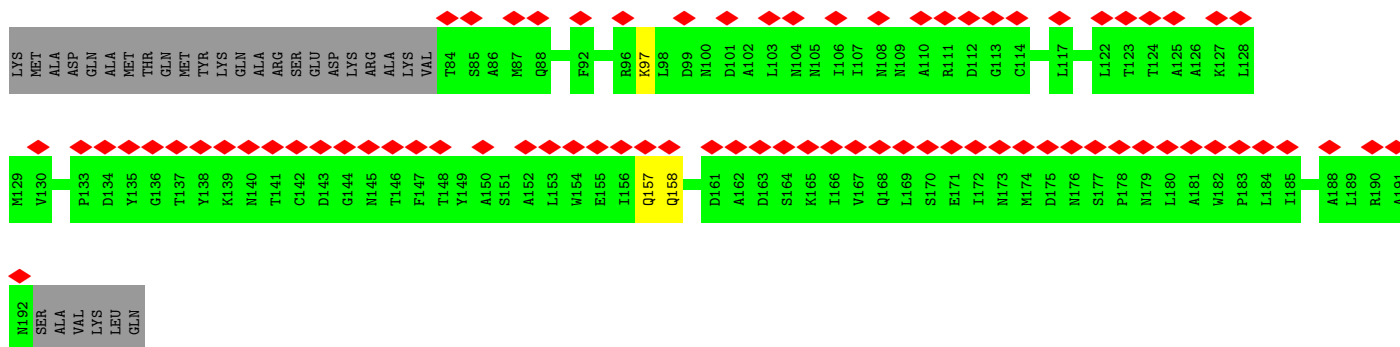 LYS MET ALA ASP GLN ALA MET THR GLN MET TYR LYS GLN ALA ARG SER GLU ASP LYS ARG ALA LYS VAL T84 S85 A86 M87 Q88 F92 R96 K97 L98 D99 N100 D101 A102 L103 N104 N105 I106 I107 N108 N109 A110 R111 D112 G113 C114 L117 L122 T123 T124 A125 A126 K127 L128
M129 V130 P133 D134 Y135 G136 T137 Y138 K139 N140 T141 C142 D143 G144 N145 T146 F147 T148 Y149 A150 S151 A152 L153 W154 E155 I156 Q157 Q158 D161 A162 D163 S164 K165 I166 V167 Q168 L169 S170 E171 I172 N173 M174 D175 N176 S177 P178 N179 L180 A181 W182 P183 L184 I185 A188 L189 R190 A191
N192 SER ALA VAL LYS LEU GLN